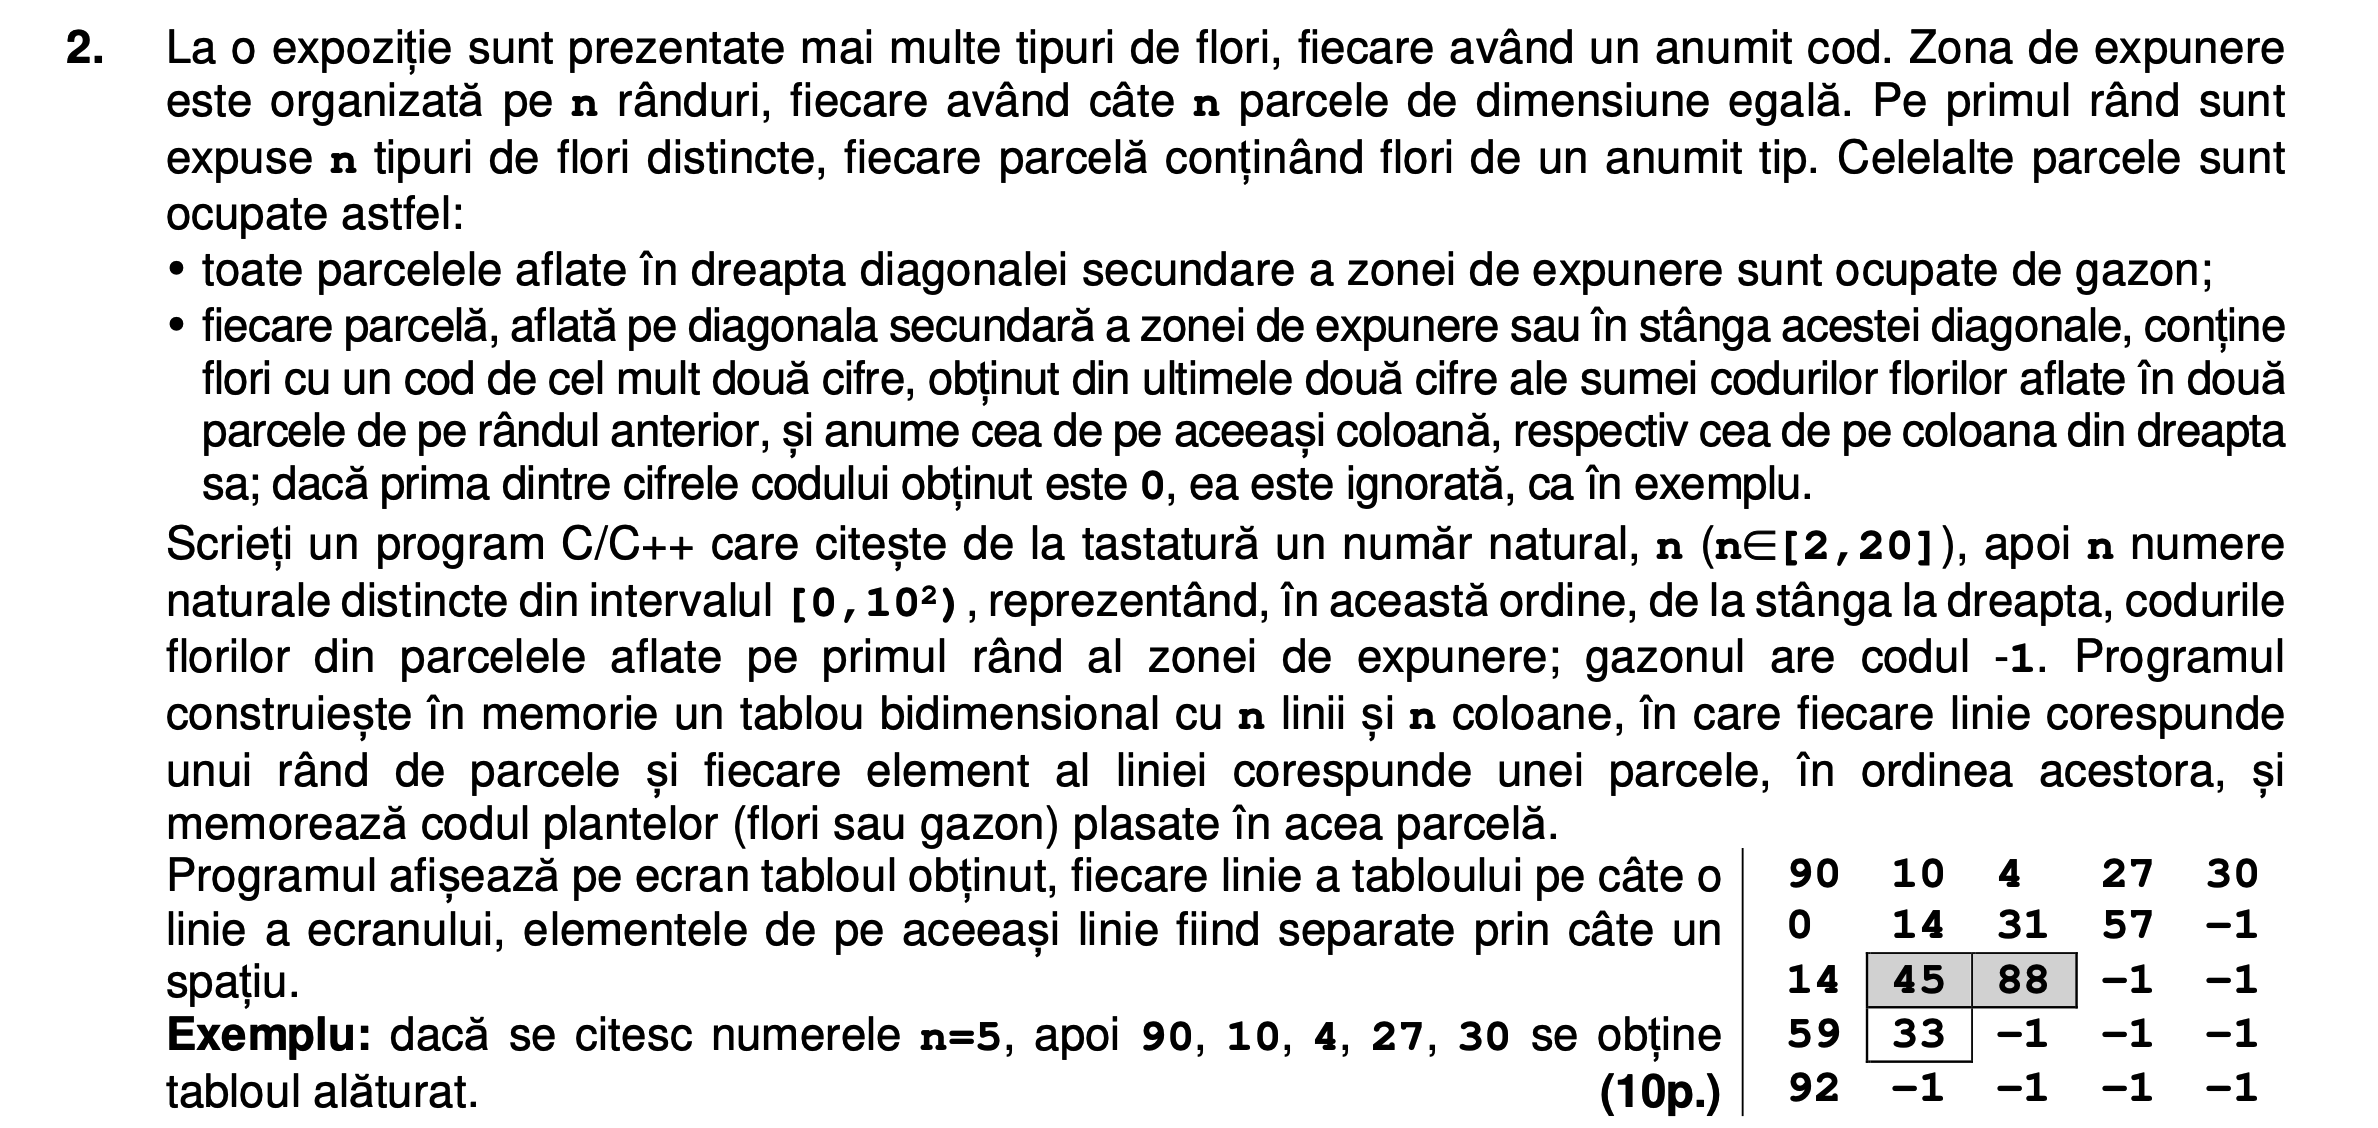 2. La o expoziție sunt prezentate mai multe tipuri de flori, fiecare având un anumit cod. Zona de expunere
este organizată pe n rânduri, fiecare având câte n parcele de dimensiune egală. Pe primul rând sunt
expuse n tipuri de flori distincte, fiecare parcelă conținând flori de un anumit tip. Celelalte parcele sunt
ocupate astfel:
• toate parcelele aflate în dreapta diagonalei secundare a zonei de expunere sunt ocupate de gazon;
• fiecare parcelă, aflată pe diagonala secundară a zonei de expunere sau în stânga acestei diagonale, conține
flori cu un cod de cel mult două cifre, obținut din ultimele două cifre ale sumei codurilor florilor aflate în două
parcele de pe rândul anterior, și anume cea de pe aceeași coloană, respectiv cea de pe coloana din dreapta
sa; dacă prima dintre cifrele codului obținut este 0, ea este ignorată, ca în exemplu.
Scrieți un program C/C++ care citește de la tastatură un număr natural, n (n∈[2,20]), apoi n numere
naturale distincte din intervalul [0,10²), reprezentând, în această ordine, de la stânga la dreapta, codurile
florilor din parcelele aflate pe primul rând al zonei de expunere; gazonul are codul -1. Programul
construiește în memorie un tablou bidimensional cu n linii și n coloane, în care fiecare linie corespunde
unui rând de parcele și fiecare element al liniei corespunde unei parcele, în ordinea acestora, și
memorează codul plantelor (flori sau gazon) plasate în acea parcelă.
Programul afișează pe ecran tabloul obținut, fiecare linie a tabloului pe câte o
linie a ecranului, elementele de pe aceeași linie fiind separate prin câte un
spațiu.
Exemplu: dacă se citesc numerele n=5, apoi 90, 10, 4, 27, 30 se obține
tabloul alăturat. (10p.)
90 10 4 27 30
0 14 31 57 -1
14 45 88 -1 -1
59 33 -1 -1 -1
92 -1 -1 -1 -1